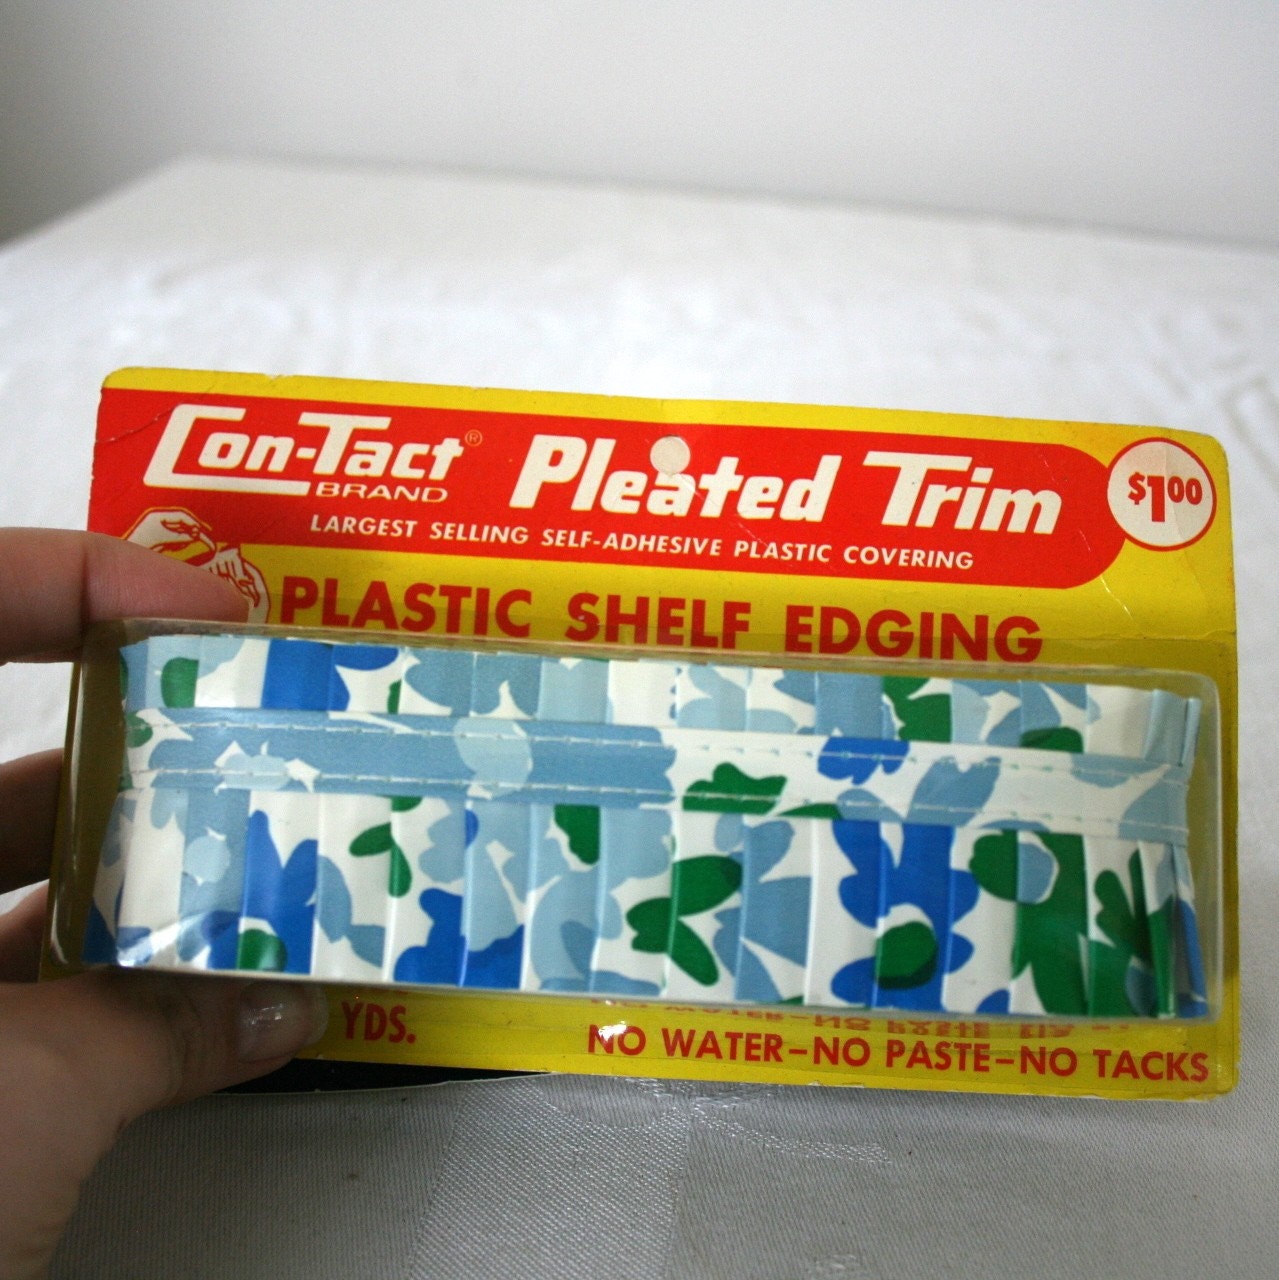 Con-Tact®
BRAND
Pleated Trim
$1.00
LARGEST SELLING SELF-ADHESIVE PLASTIC COVERING
PLASTIC SHELF EDGING
YDS.
NO WATER–NO PASTE–NO TACKS